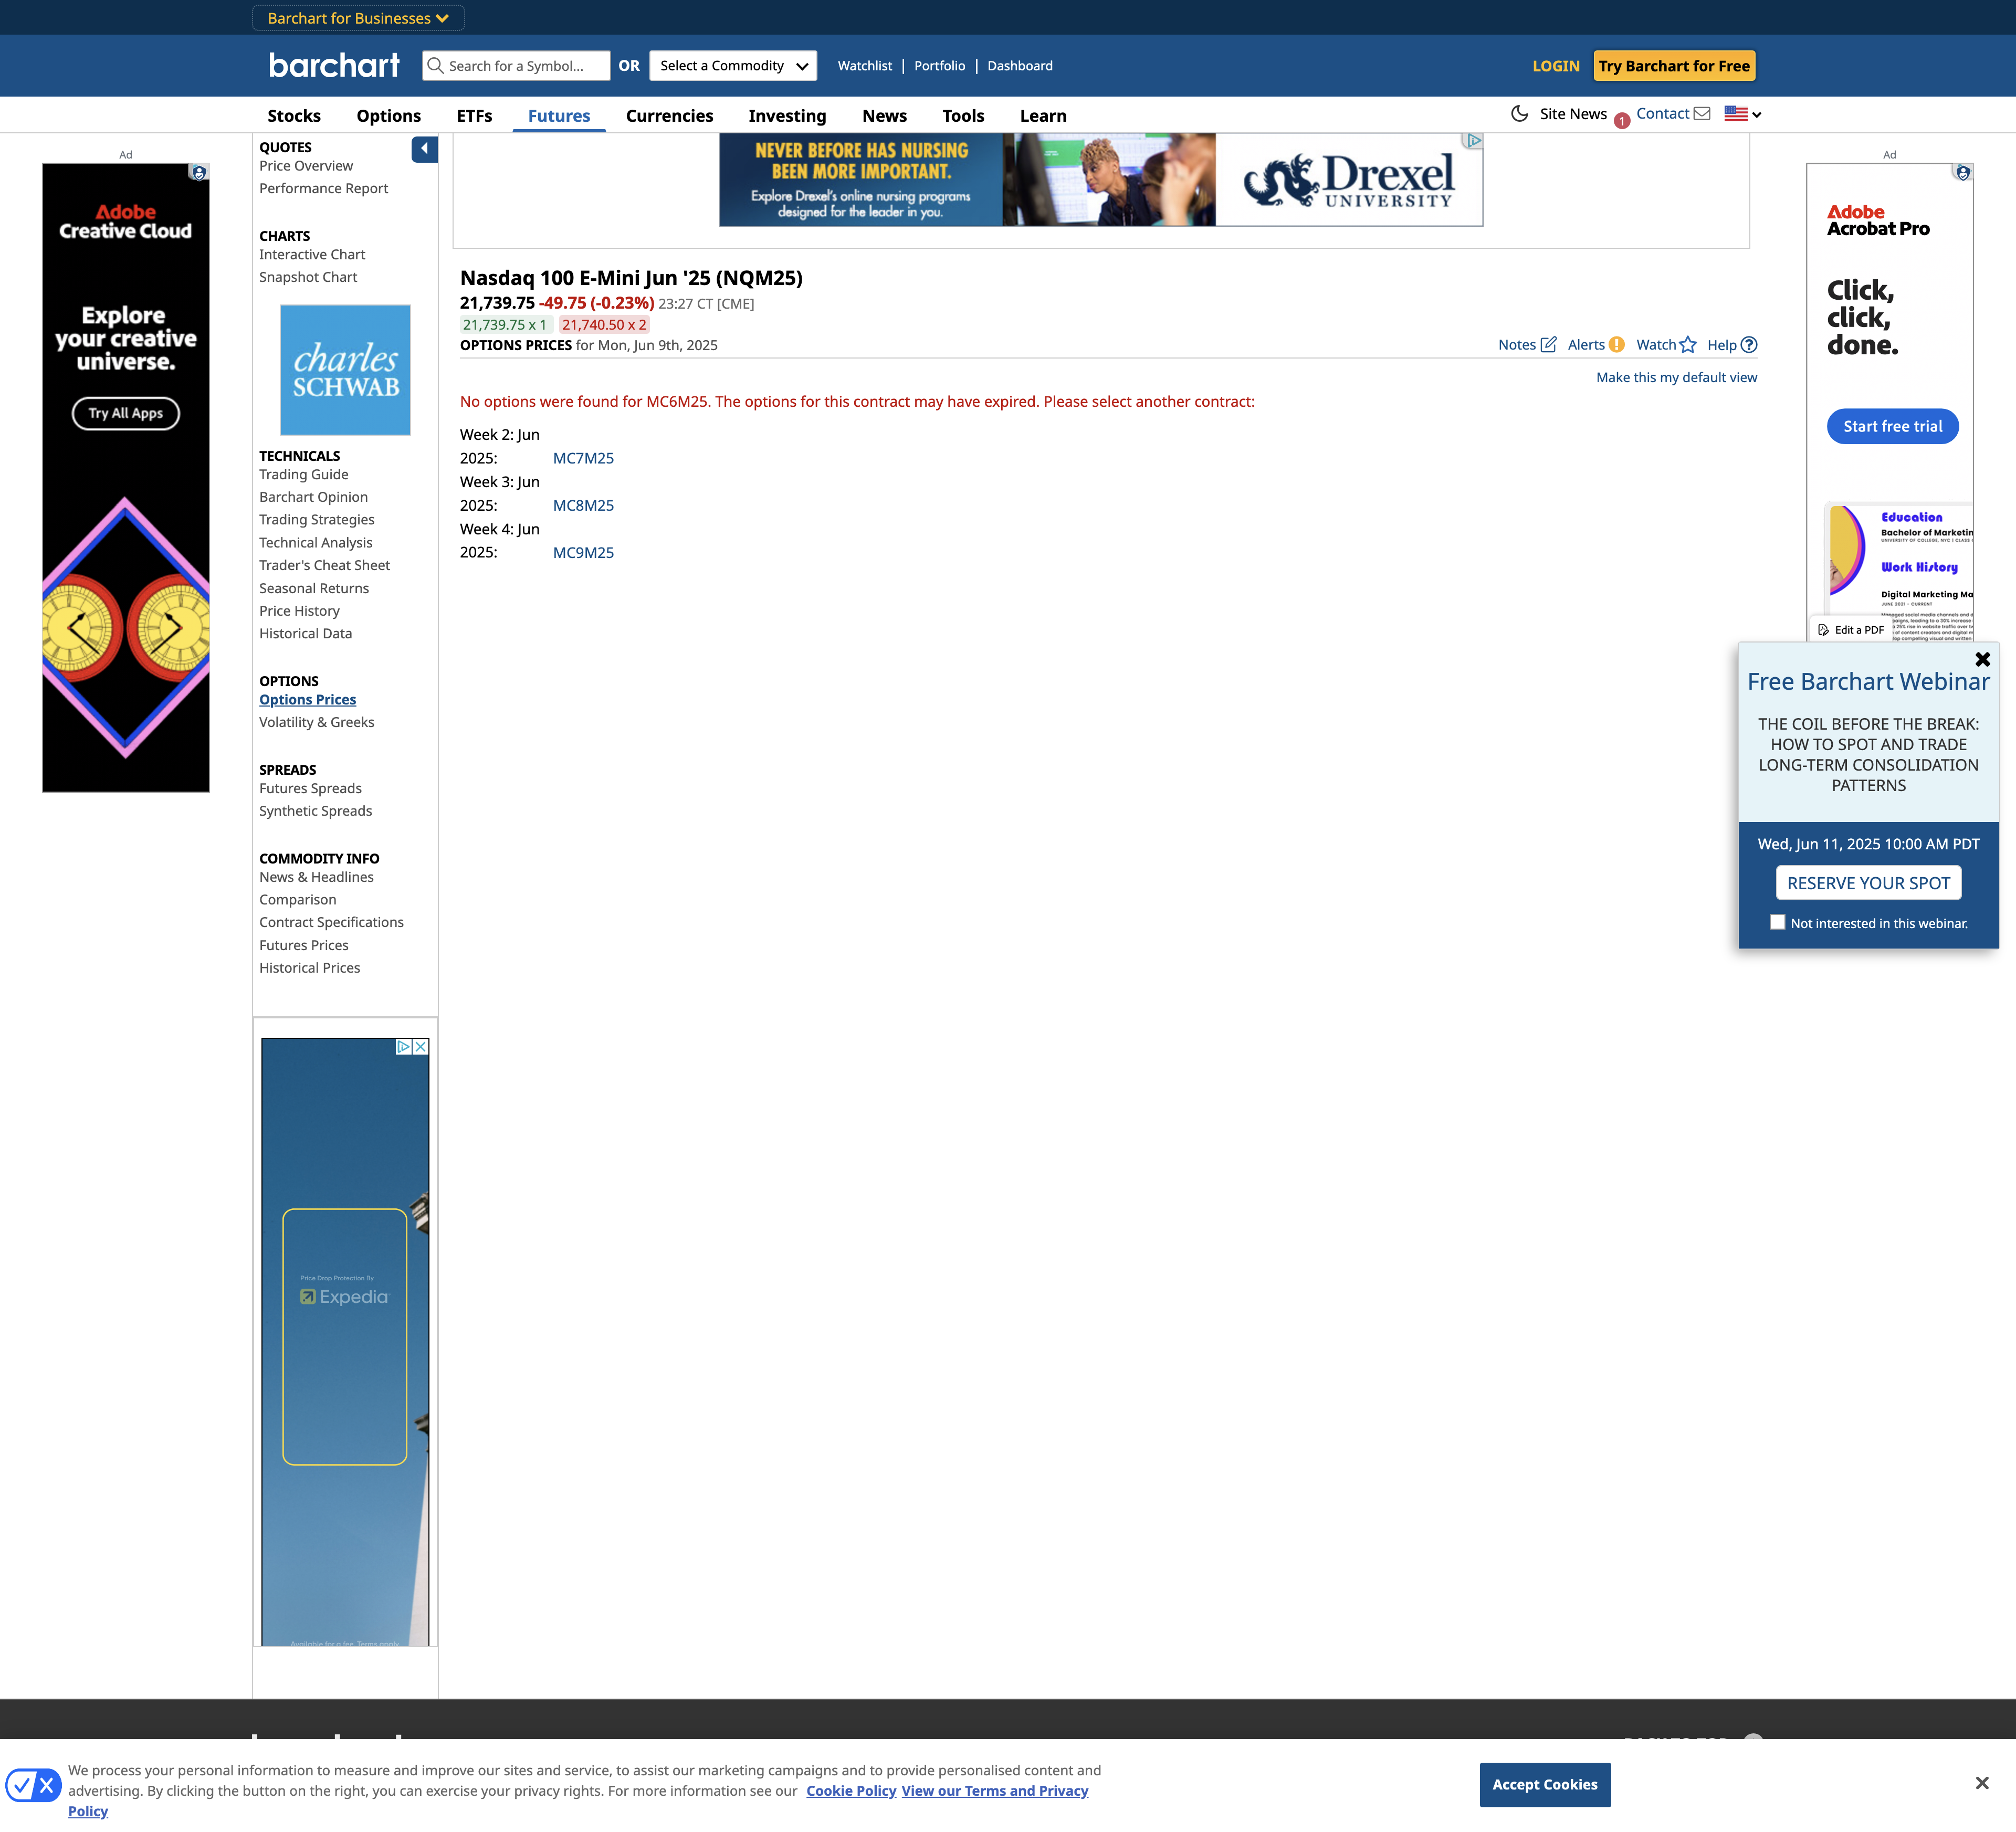 Barchart for Businesses
barchart
Search for a Symbol...
OR
Select a Commodity
Watchlist | Portfolio | Dashboard
LOGIN
Try Barchart for Free
Stocks Options ETFs Futures Currencies Investing News Tools Learn
Site News 1 Contact
Ad
Adobe
Creative Cloud
Explore
your creative
universe.
Try All Apps
QUOTES
Price Overview
Performance Report
CHARTS
Interactive Chart
Snapshot Chart
charles
SCHWAB
TECHNICALS
Trading Guide
Barchart Opinion
Trading Strategies
Technical Analysis
Trader's Cheat Sheet
Seasonal Returns
Price History
Historical Data
OPTIONS
Options Prices
Volatility & Greeks
SPREADS
Futures Spreads
Synthetic Spreads
COMMODITY INFO
News & Headlines
Comparison
Contract Specifications
Futures Prices
Historical Prices
Price Drop Protection By
Expedia
Available for a fee. Terms apply.
NEVER BEFORE HAS NURSING
BEEN MORE IMPORTANT.
Explore Drexel's online nursing programs
designed for the leader in you.
Drexel
UNIVERSITY
Nasdaq 100 E-Mini Jun '25 (NQM25)
21,739.75 -49.75 (-0.23%) 23:27 CT [CME]
21,739.75 x 1 21,740.50 x 2
OPTIONS PRICES for Mon, Jun 9th, 2025
Notes Alerts Watch Help
Make this my default view
No options were found for MC6M25. The options for this contract may have expired. Please select another contract:
Week 2: Jun
2025: MC7M25
Week 3: Jun
2025: MC8M25
Week 4: Jun
2025: MC9M25
Ad
Adobe
Acrobat Pro
Click,
click,
done.
Start free trial
Education
Bachelor of Marketin
Work History
Digital Marketing Ma
JUNE 2021 - CURRENT
Edit a PDF
Free Barchart Webinar
THE COIL BEFORE THE BREAK:
HOW TO SPOT AND TRADE
LONG-TERM CONSOLIDATION
PATTERNS
Wed, Jun 11, 2025 10:00 AM PDT
RESERVE YOUR SPOT
Not interested in this webinar.
We process your personal information to measure and improve our sites and service, to assist our marketing campaigns and to provide personalised content and
advertising. By clicking the button on the right, you can exercise your privacy rights. For more information see our Cookie Policy View our Terms and Privacy
Policy
Accept Cookies